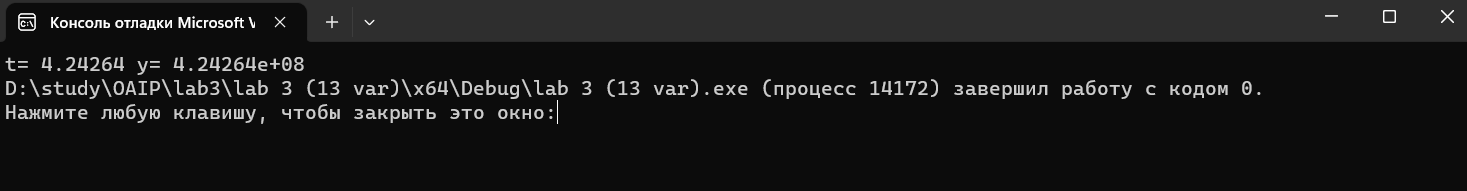 Консоль отладки Microsoft V
t= 4.24264 y= 4.24264e+08
D:\study\OAIP\lab3\lab 3 (13 var)\x64\Debug\lab 3 (13 var).exe (процесс 14172) завершил работу с кодом 0.
Нажмите любую клавишу, чтобы закрыть это окно: